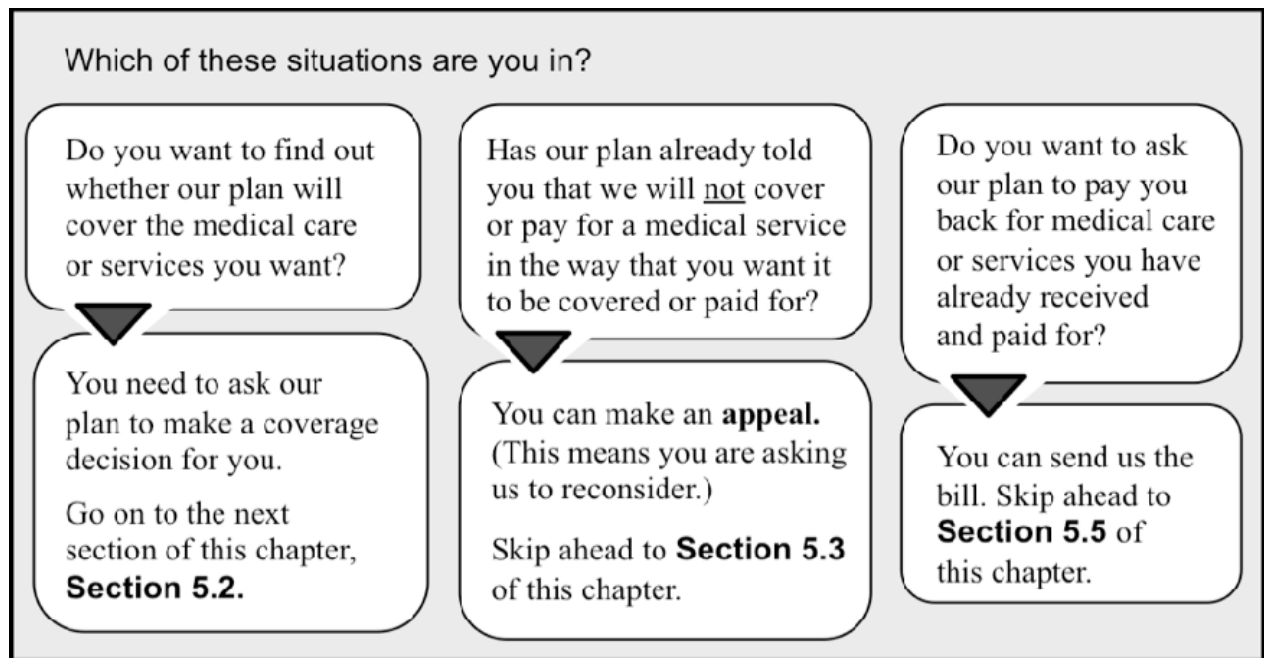 Which of these situations are you in?
Do you want to find out
whether our plan will
cover the medical care
or services you want?
You need to ask our
plan to make a coverage
decision for you.
Go on to the next
section of this chapter,
Section 5.2.
Has our plan already told
you that we will not cover
or pay for a medical service
in the way that you want it
to be covered or paid for?
You can make an appeal.
(This means you are asking
us to reconsider.)
Skip ahead to Section 5.3
of this chapter.
Do you want to ask
our plan to pay you
back for medical care
or services you have
already received
and paid for?
You can send us the
bill. Skip ahead to
Section 5.5 of
this chapter.